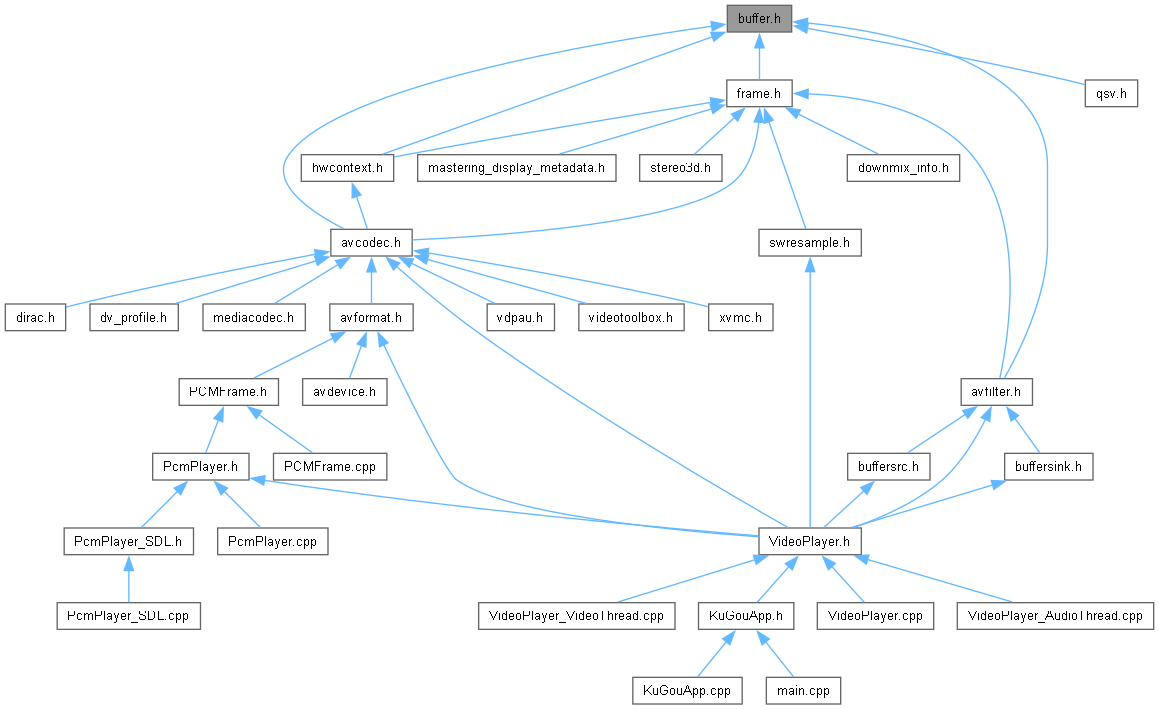 buffer.h
frame.h
qsv.h
hwcontext.h
mastering_display_metadata.h
stereo3d.h
downmix_info.h
avcodec.h
swresample.h
dirac.h
dv_profile.h
mediacodec.h
avformat.h
vdpau.h
videotoolbox.h
xvmc.h
PCMFrame.h
avdevice.h
avfilter.h
PcmPlayer.h
PCMFrame.cpp
buffersrc.h
buffersink.h
PcmPlayer_SDL.h
PcmPlayer.cpp
VideoPlayer.h
PcmPlayer_SDL.cpp
VideoPlayer_VideoThread.cpp
KuGouApp.h
VideoPlayer.cpp
VideoPlayer_AudioThread.cpp
KuGouApp.cpp
main.cpp